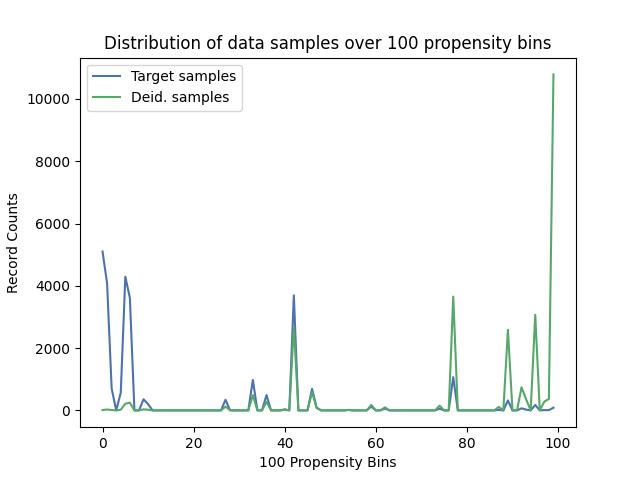 Distribution of data samples over 100 propensity bins
Target samples
Deid. samples
10000
8000
6000
4000
2000
0
Record Counts
0 20 40 60 80 100
100 Propensity Bins